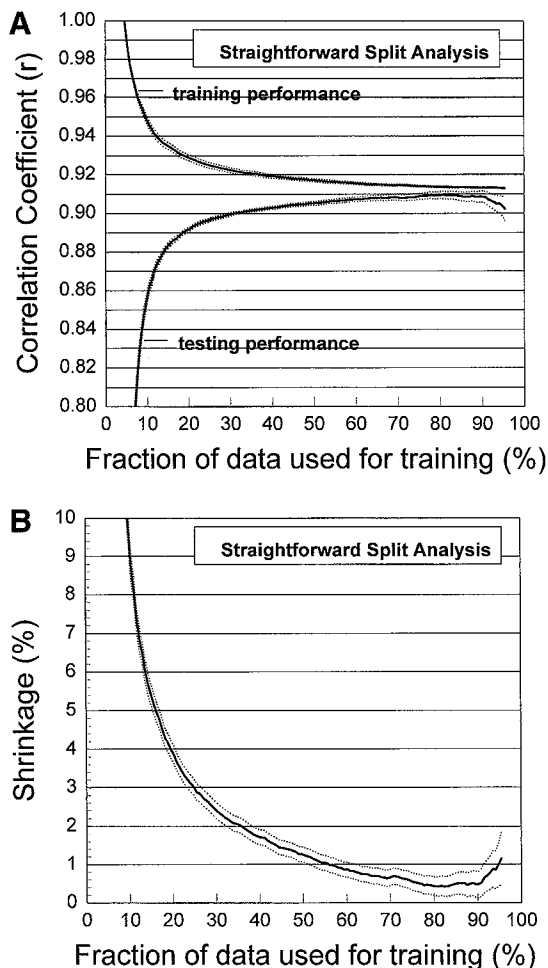 A
Correlation Coefficient (r)
1.00
0.98
0.96
0.94
0.92
0.90
0.88
0.86
0.84
0.82
0.80
Straightforward Split Analysis
training performance
testing performance
0 10 20 30 40 50 60 70 80 90 100
Fraction of data used for training (%)
B
Shrinkage (%)
10
9
8
7
6
5
4
3
2
1
0
Straightforward Split Analysis
0 10 20 30 40 50 60 70 80 90 100
Fraction of data used for training (%)